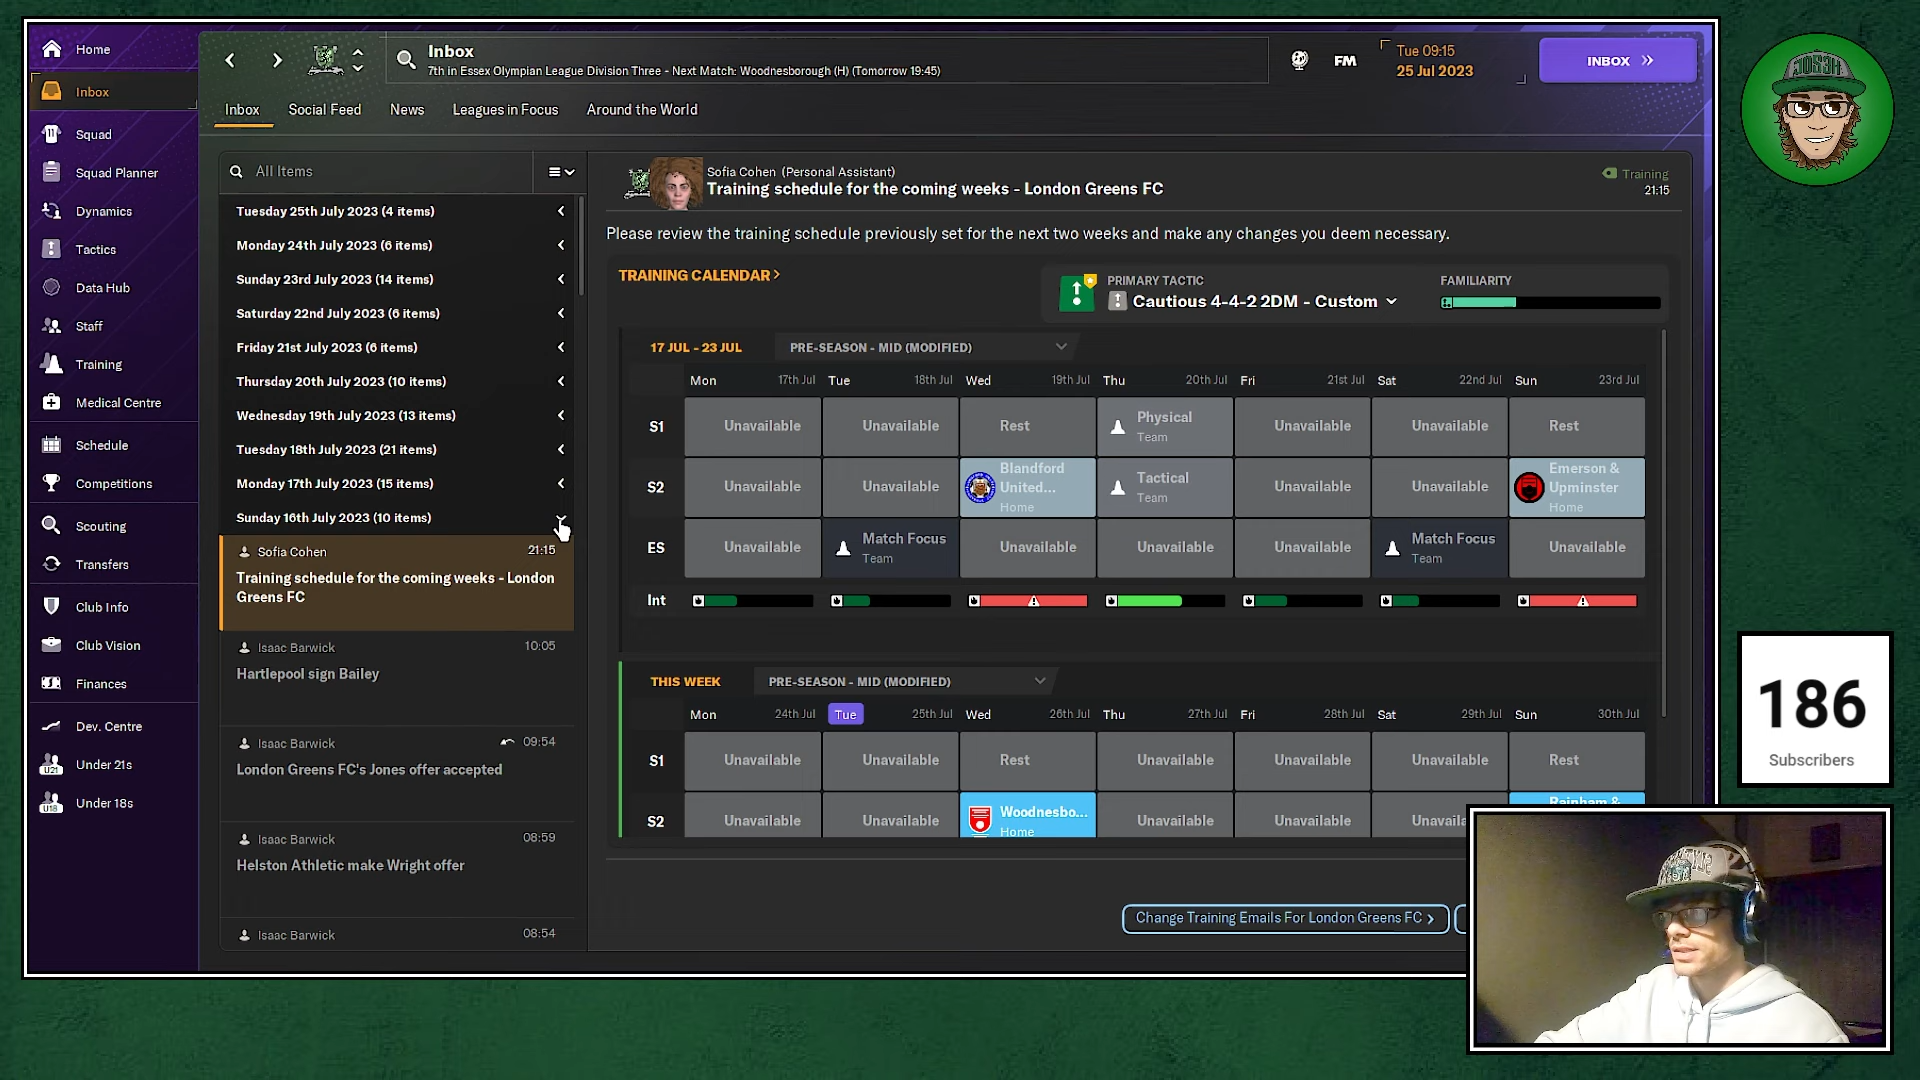 Home
Inbox
Squad
Squad Planner
Dynamics
Tactics
Data Hub
Staff
Training
Medical Centre
Schedule
Competitions
Scouting
Transfers
Club Info
Club Vision
Finances
Dev. Centre
Under 21s
Under 18s
Inbox
7th in Essex Olympian League Division Three - Next Match: Woodnesborough (H) (Tomorrow 19:45)
FM
Tue 09:15
25 Jul 2023
INBOX
Inbox Social Feed News Leagues in Focus Around the World
All Items
Tuesday 25th July 2023 (4 items)
Monday 24th July 2023 (6 items)
Sunday 23rd July 2023 (14 items)
Saturday 22nd July 2023 (6 items)
Friday 21st July 2023 (6 items)
Thursday 20th July 2023 (10 items)
Wednesday 19th July 2023 (13 items)
Tuesday 18th July 2023 (21 items)
Monday 17th July 2023 (15 items)
Sunday 16th July 2023 (10 items)
Sofia Cohen 21:15
Training schedule for the coming weeks - London
Greens FC
Isaac Barwick 10:05
Hartlepool sign Bailey
Isaac Barwick 09:54
London Greens FC's Jones offer accepted
Isaac Barwick 08:59
Helston Athletic make Wright offer
Isaac Barwick 08:54
Sofia Cohen (Personal Assistant)
Training schedule for the coming weeks - London Greens FC
Training
21:15
Please review the training schedule previously set for the next two weeks and make any changes you deem necessary.
TRAINING CALENDAR >
PRIMARY TACTIC
Cautious 4-4-2 2DM - Custom
FAMILIARITY
17 JUL - 23 JUL PRE-SEASON - MID (MODIFIED)
Mon 17th Jul Tue 18th Jul Wed 19th Jul Thu 20th Jul Fri 21st Jul Sat 22nd Jul Sun 23rd Jul
S1 Unavailable Unavailable Rest Physical Team Unavailable Unavailable Rest
S2 Unavailable Unavailable Blandford United... Home Tactical Team Unavailable Unavailable Emerson & Upminster Home
ES Unavailable Match Focus Team Unavailable Unavailable Unavailable Match Focus Team Unavailable
Int
THIS WEEK PRE-SEASON - MID (MODIFIED)
Mon 24th Jul Tue 25th Jul Wed 26th Jul Thu 27th Jul Fri 28th Jul Sat 29th Jul Sun 30th Jul
S1 Unavailable Unavailable Rest Unavailable Unavailable Unavailable Rest
S2 Unavailable Unavailable Woodnesbo... Home Unavailable Unavailable Unavaila Rainham &
Change Training Emails For London Greens FC >
JOS3H
186
Subscribers